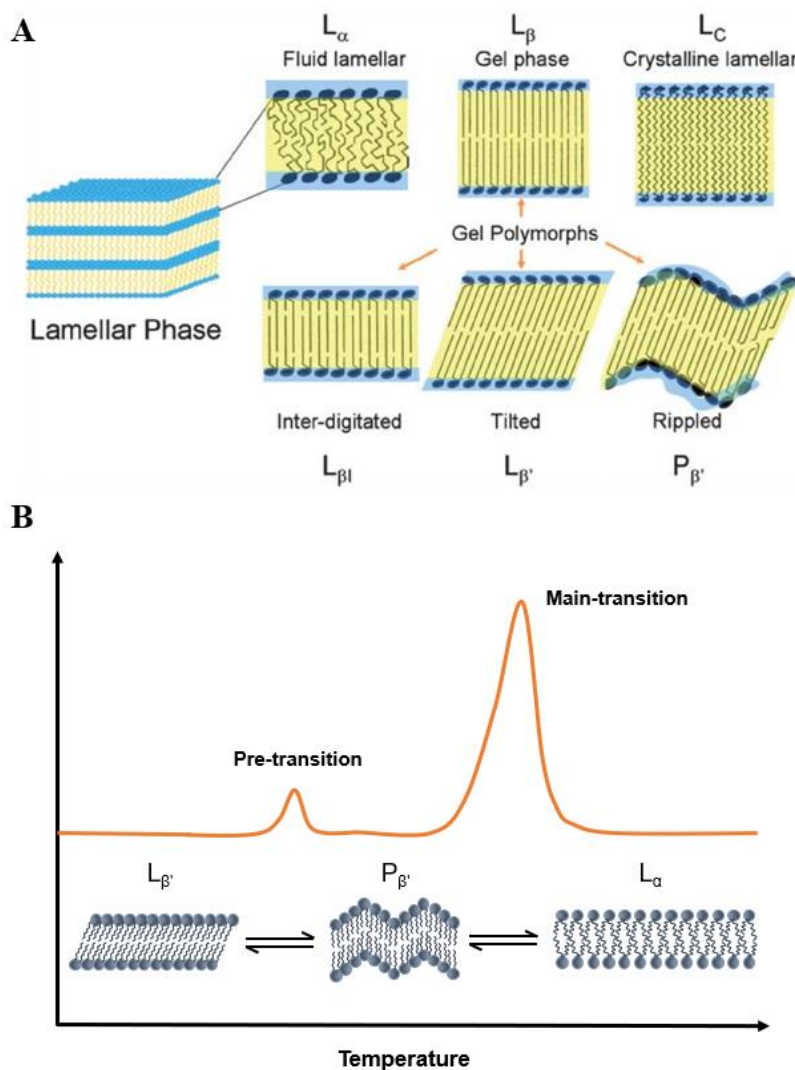 A
Lα
Lβ
LC
Fluid lamellar
Gel phase
Crystalline lamellar
Gel Polymorphs
Lamellar Phase
Inter-digitated
Tilted
Rippled
LβI
Lβ'
Pβ'
B
Main-transition
Pre-transition
Lβ'
Pβ'
Lα
Temperature